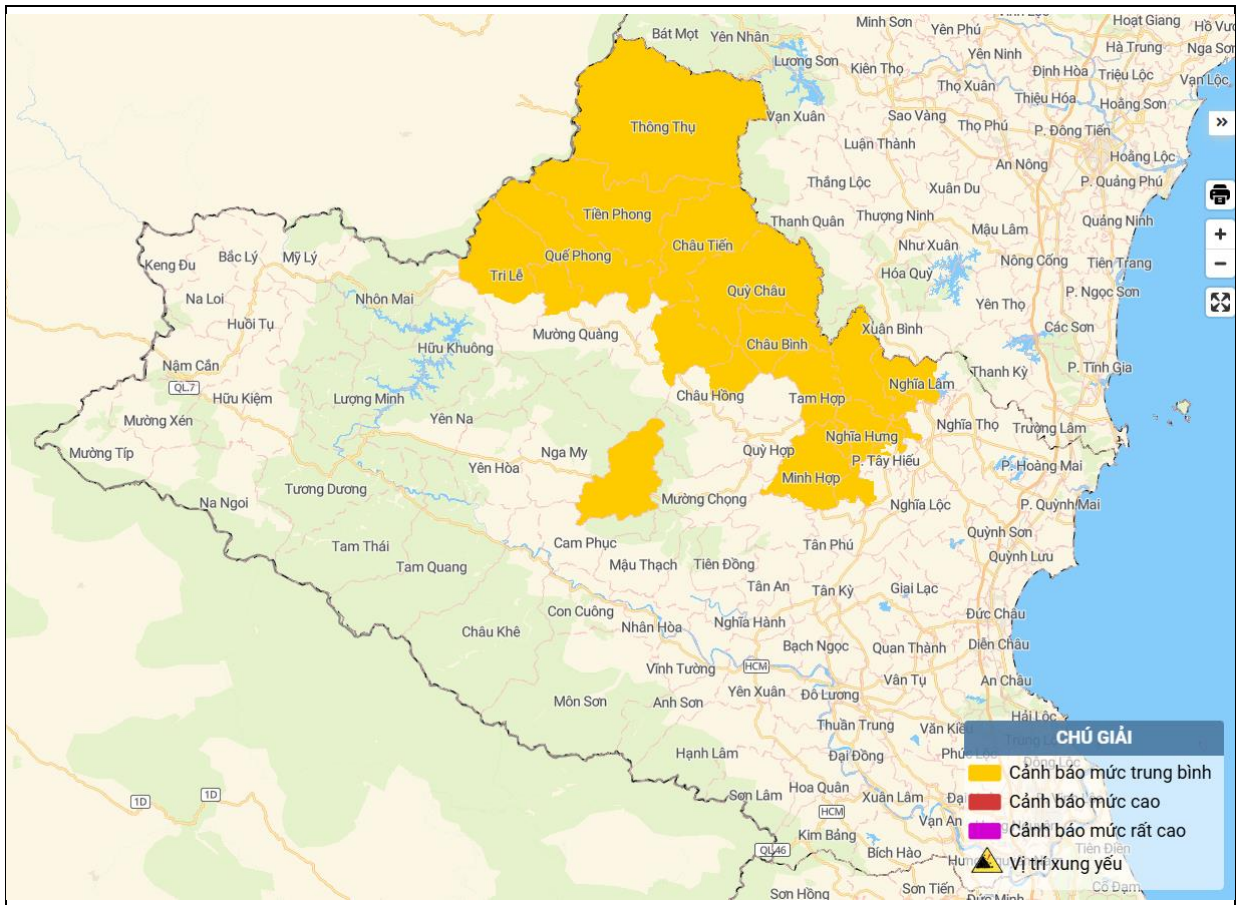 Hoạt Giang
Minh Sơn
Yên Phú
Bát Mọt
Yên Nhân
Hà Trung
Yên Ninh
Lương Sơn
Kiên Thọ
Định Hòa
Triệu Lộc
Vạn Lộc
Thọ Xuân
Thiệu Hóa
Hoằng Sơn
Vạn Xuân
Sao Vàng
Thọ Phú
P. Đông Tiến
»
Thông Thụ
Luận Thành
Hoằng Lộc
An Nông
Thắng Lộc
Xuân Du
P. Quảng Phú
Tiền Phong
Thanh Quân
Thượng Ninh
Mậu Lâm
Quảng Ninh
+
Châu Tiến
Như Xuân
Bắc Lý
Mỹ Lý
Quế Phong
Nông Cống
Tiên Trang
−
Keng Đu
Tri Lễ
Hóa Quỳ
Na Loi
Nhôn Mai
Quỳ Châu
P. Ngọc Sơn
Yên Thọ
Huồi Tụ
Mường Quàng
Xuân Bình
Các Sơn
Hữu Khuông
Châu Bình
Nậm Cắn
Thanh Kỳ
P. Tĩnh Gia
QL.7
Nghĩa Lâm
Hữu Kiệm
Lượng Minh
Châu Hồng
Tam Hợp
Mường Xén
Yên Na
Nghĩa Thọ
Trường Lâm
Nghĩa Hưng
Mường Típ
Nga My
Quỳ Hợp
P. Tây Hiếu
P. Hoàng Mai
Yên Hòa
Minh Hợp
Tương Dương
Mường Chọng
Na Ngoi
Nghĩa Lộc
P. Quỳnh Mai
Quỳnh Sơn
Tam Thái
Cam Phục
Tân Phú
Quỳnh Lưu
Tam Quang
Mậu Thạch
Tiên Đồng
Tân An
Tân Kỳ
Giai Lạc
Con Cuông
Đức Châu
Châu Khê
Nhân Hòa
Nghĩa Hành
Bạch Ngọc
Quan Thành
Diễn Châu
Vĩnh Tường
HCM
Vân Tụ
An Châu
Môn Sơn
Anh Sơn
Yên Xuân
Đô Lương
Thuần Trung
Văn Kiều
Hải Lộc
CHÚ GIẢI
Hạnh Lâm
Đại Đồng
Cảnh báo mức trung bình
1D
1D
Sơn Lâm
Hoa Quân
Xuân Lâm
Cảnh báo mức cao
HCM
Vạn An
Kim Bảng
Cảnh báo mức rất cao
QL.46
Bích Hào
Tiên Điền
Vị trí xung yếu
Sơn Hồng
Sơn Tiến
Đức Minh
Cổ Đạm